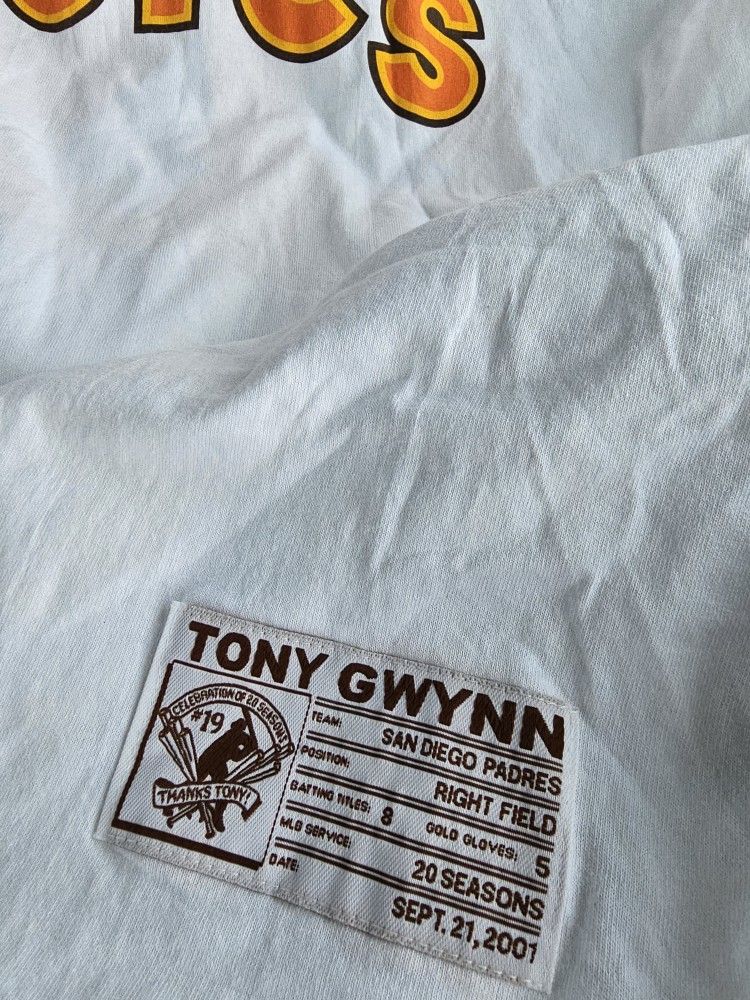 TONY GWYNN
CELEBRATION OF 20 SEASONS
#19
THANKS TONY!
TEAM: SAN DIEGO PADRES
POSITION: RIGHT FIELD
BATTING TITLES: 8 GOLD GLOVES: 5
MLB SERVICE: 20 SEASONS
DATE: SEPT. 21, 2001